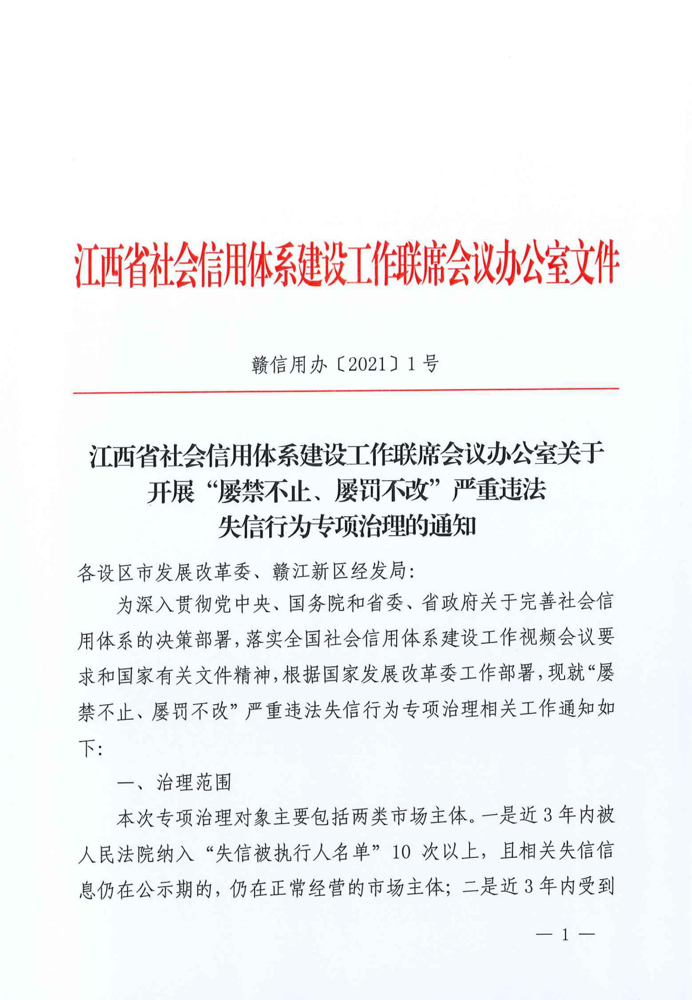 江西省社会信用体系建设工作联席会议办公室文件
赣信用办〔2021〕1号
江西省社会信用体系建设工作联席会议办公室关于
开展“屡禁不止、屡罚不改”严重违法
失信行为专项治理的通知
各设区市发展改革委、赣江新区经发局：
为深入贯彻党中央、国务院和省委、省政府关于完善社会信
用体系的决策部署，落实全国社会信用体系建设工作视频会议要
求和国家有关文件精神，根据国家发展改革委工作部署，现就“屡
禁不止、屡罚不改”严重违法失信行为专项治理相关工作通知如
下：
一、治理范围
本次专项治理对象主要包括两类市场主体。一是近3年内被
人民法院纳入“失信被执行人名单”10 次以上，且相关失信信
息仍在公示期的，仍在正常经营的市场主体；二是近3年内受到
— 1 —